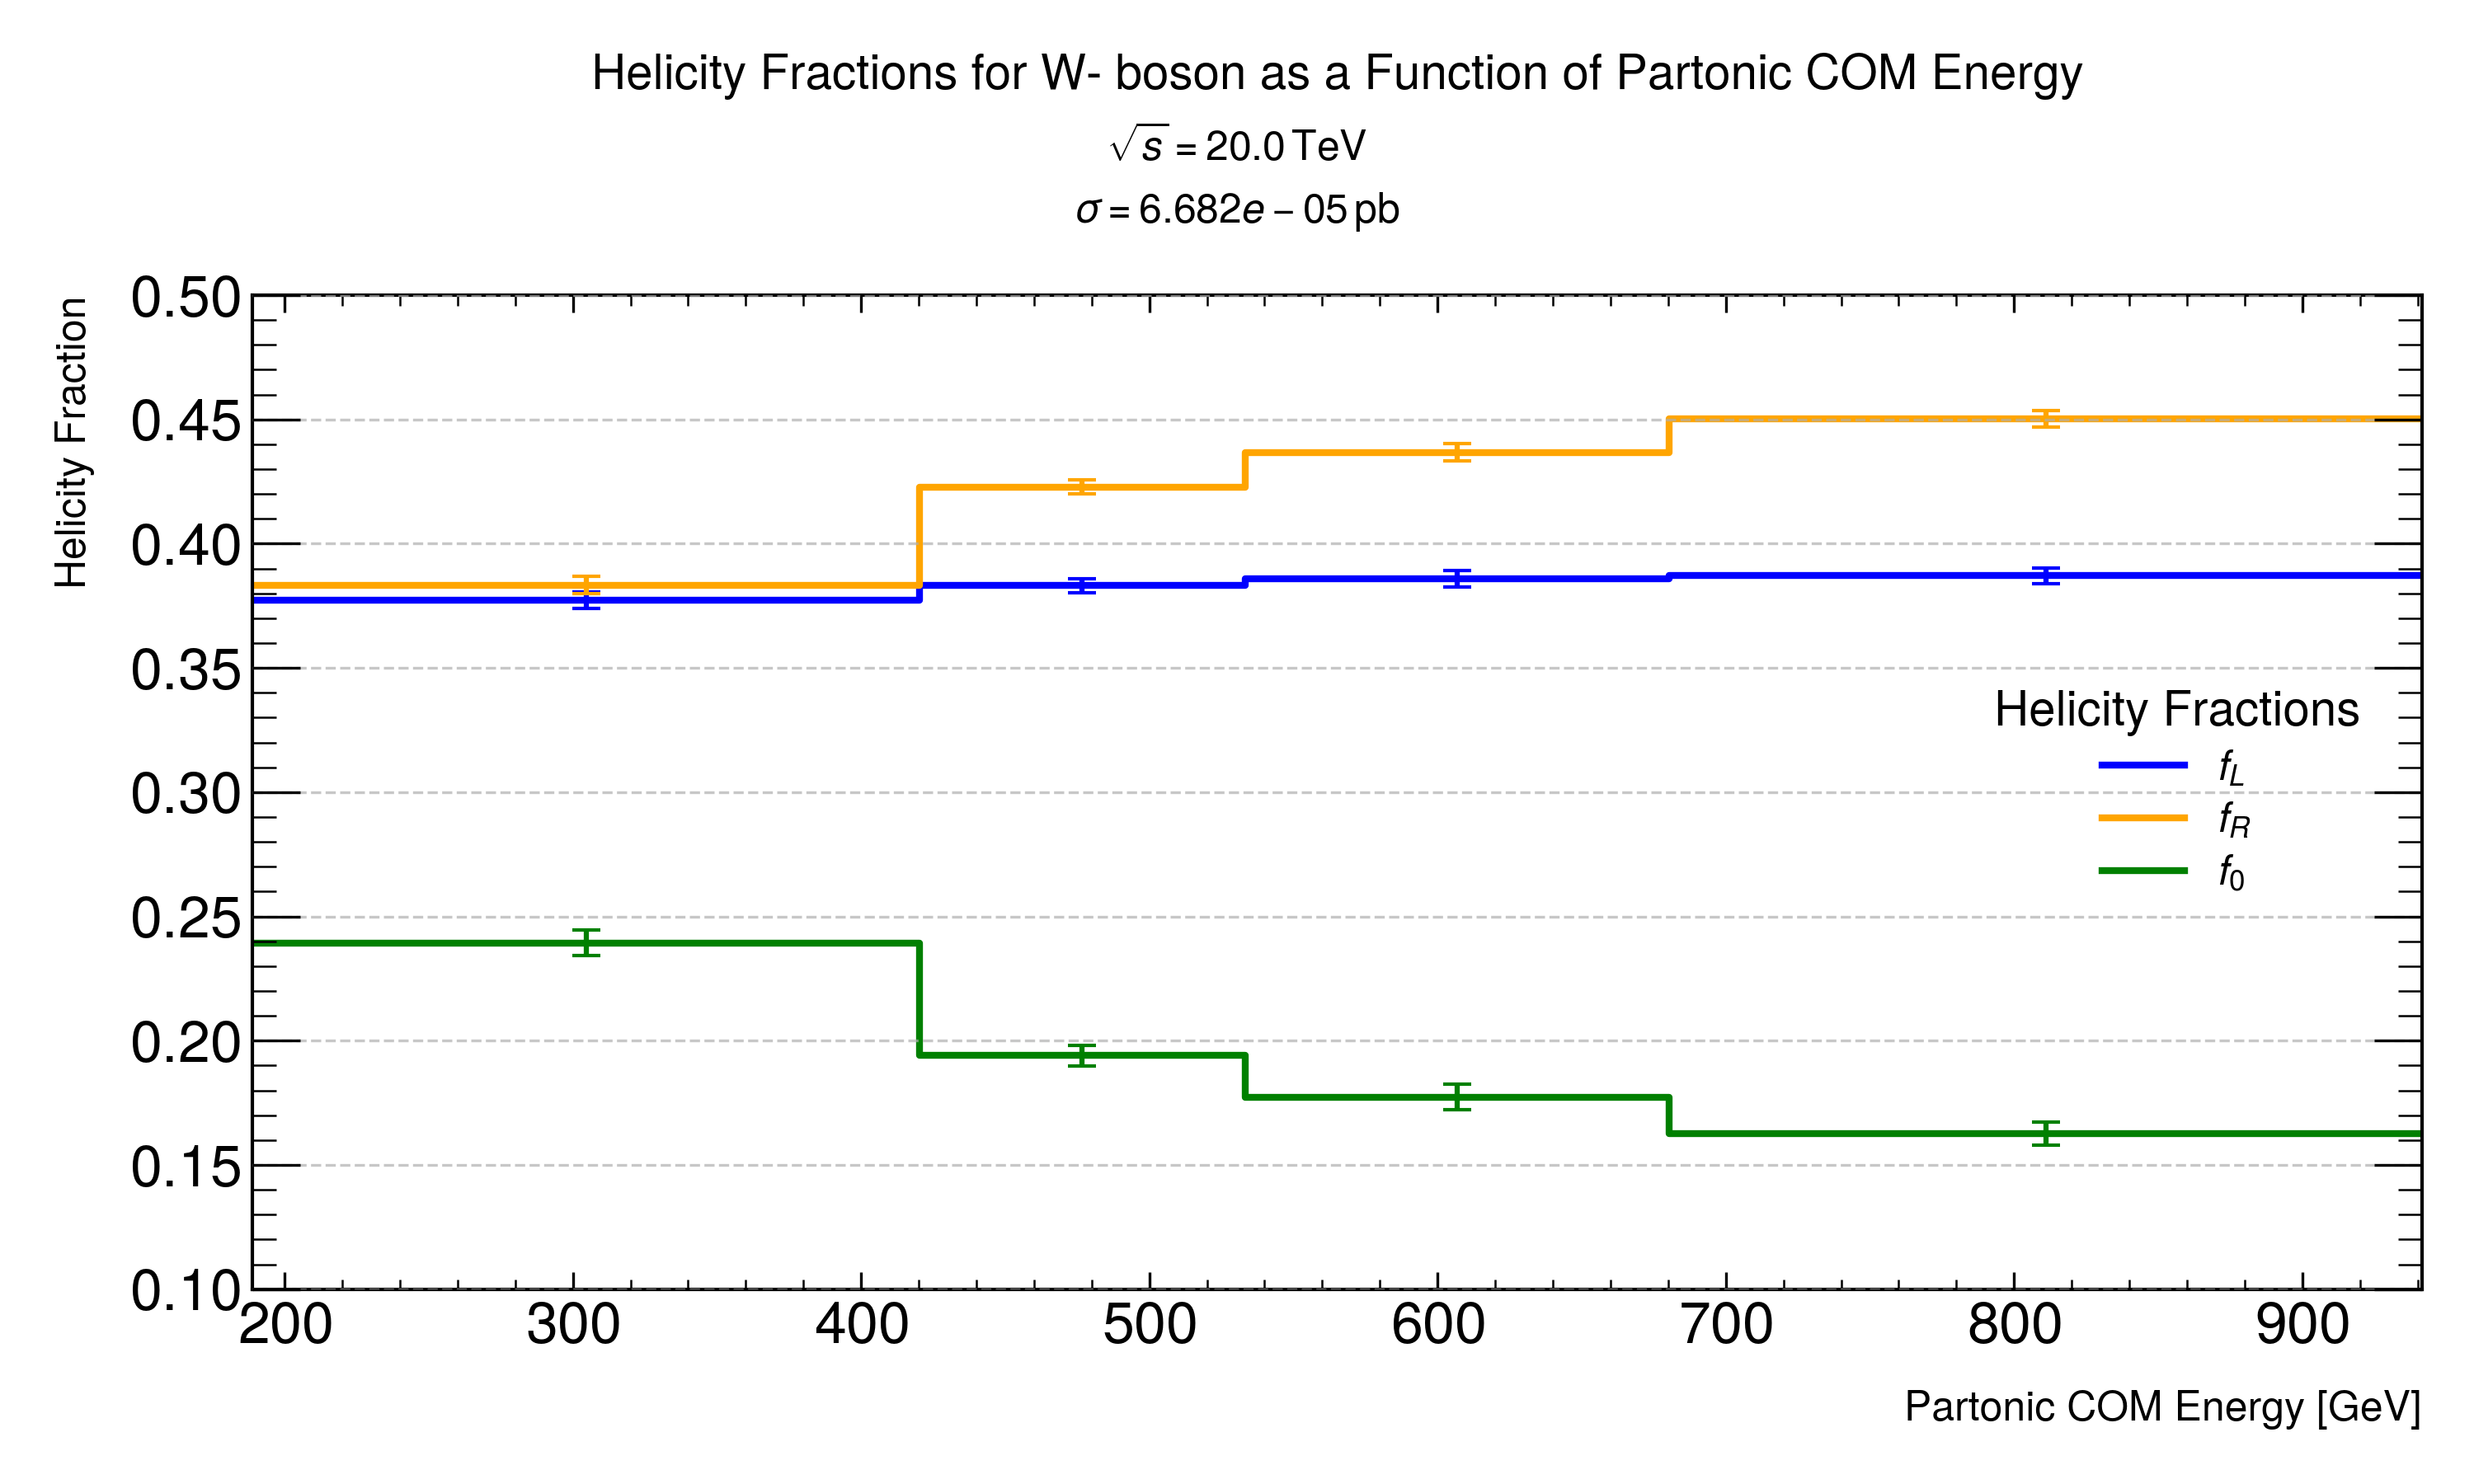 Helicity Fractions for W- boson as a Function of Partonic COM Energy
√s = 20.0 TeV
σ = 6.682e − 05 pb
Helicity Fraction
0.50
0.45
0.40
0.35
0.30
0.25
0.20
0.15
0.10
Helicity Fractions
f_L
f_R
f_0
200 300 400 500 600 700 800 900
Partonic COM Energy [GeV]